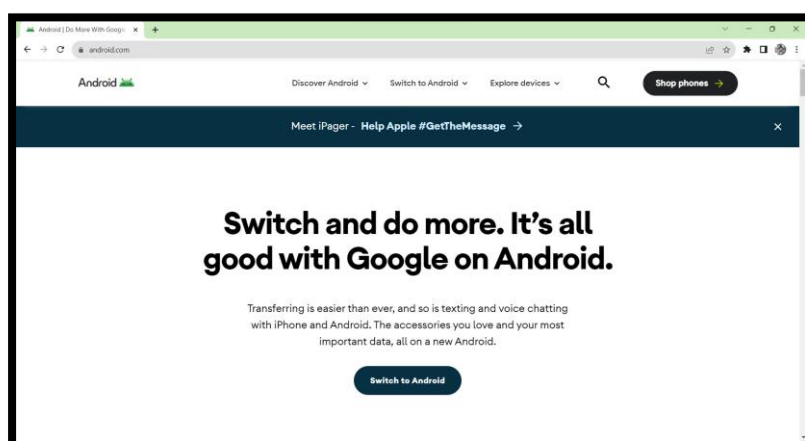 Android | Do More With Googl
android.com
Android
Discover Android
Switch to Android
Explore devices
Shop phones →
Meet iPager - Help Apple #GetTheMessage →
Switch and do more. It's all
good with Google on Android.
Transferring is easier than ever, and so is texting and voice chatting
with iPhone and Android. The accessories you love and your most
important data, all on a new Android.
Switch to Android